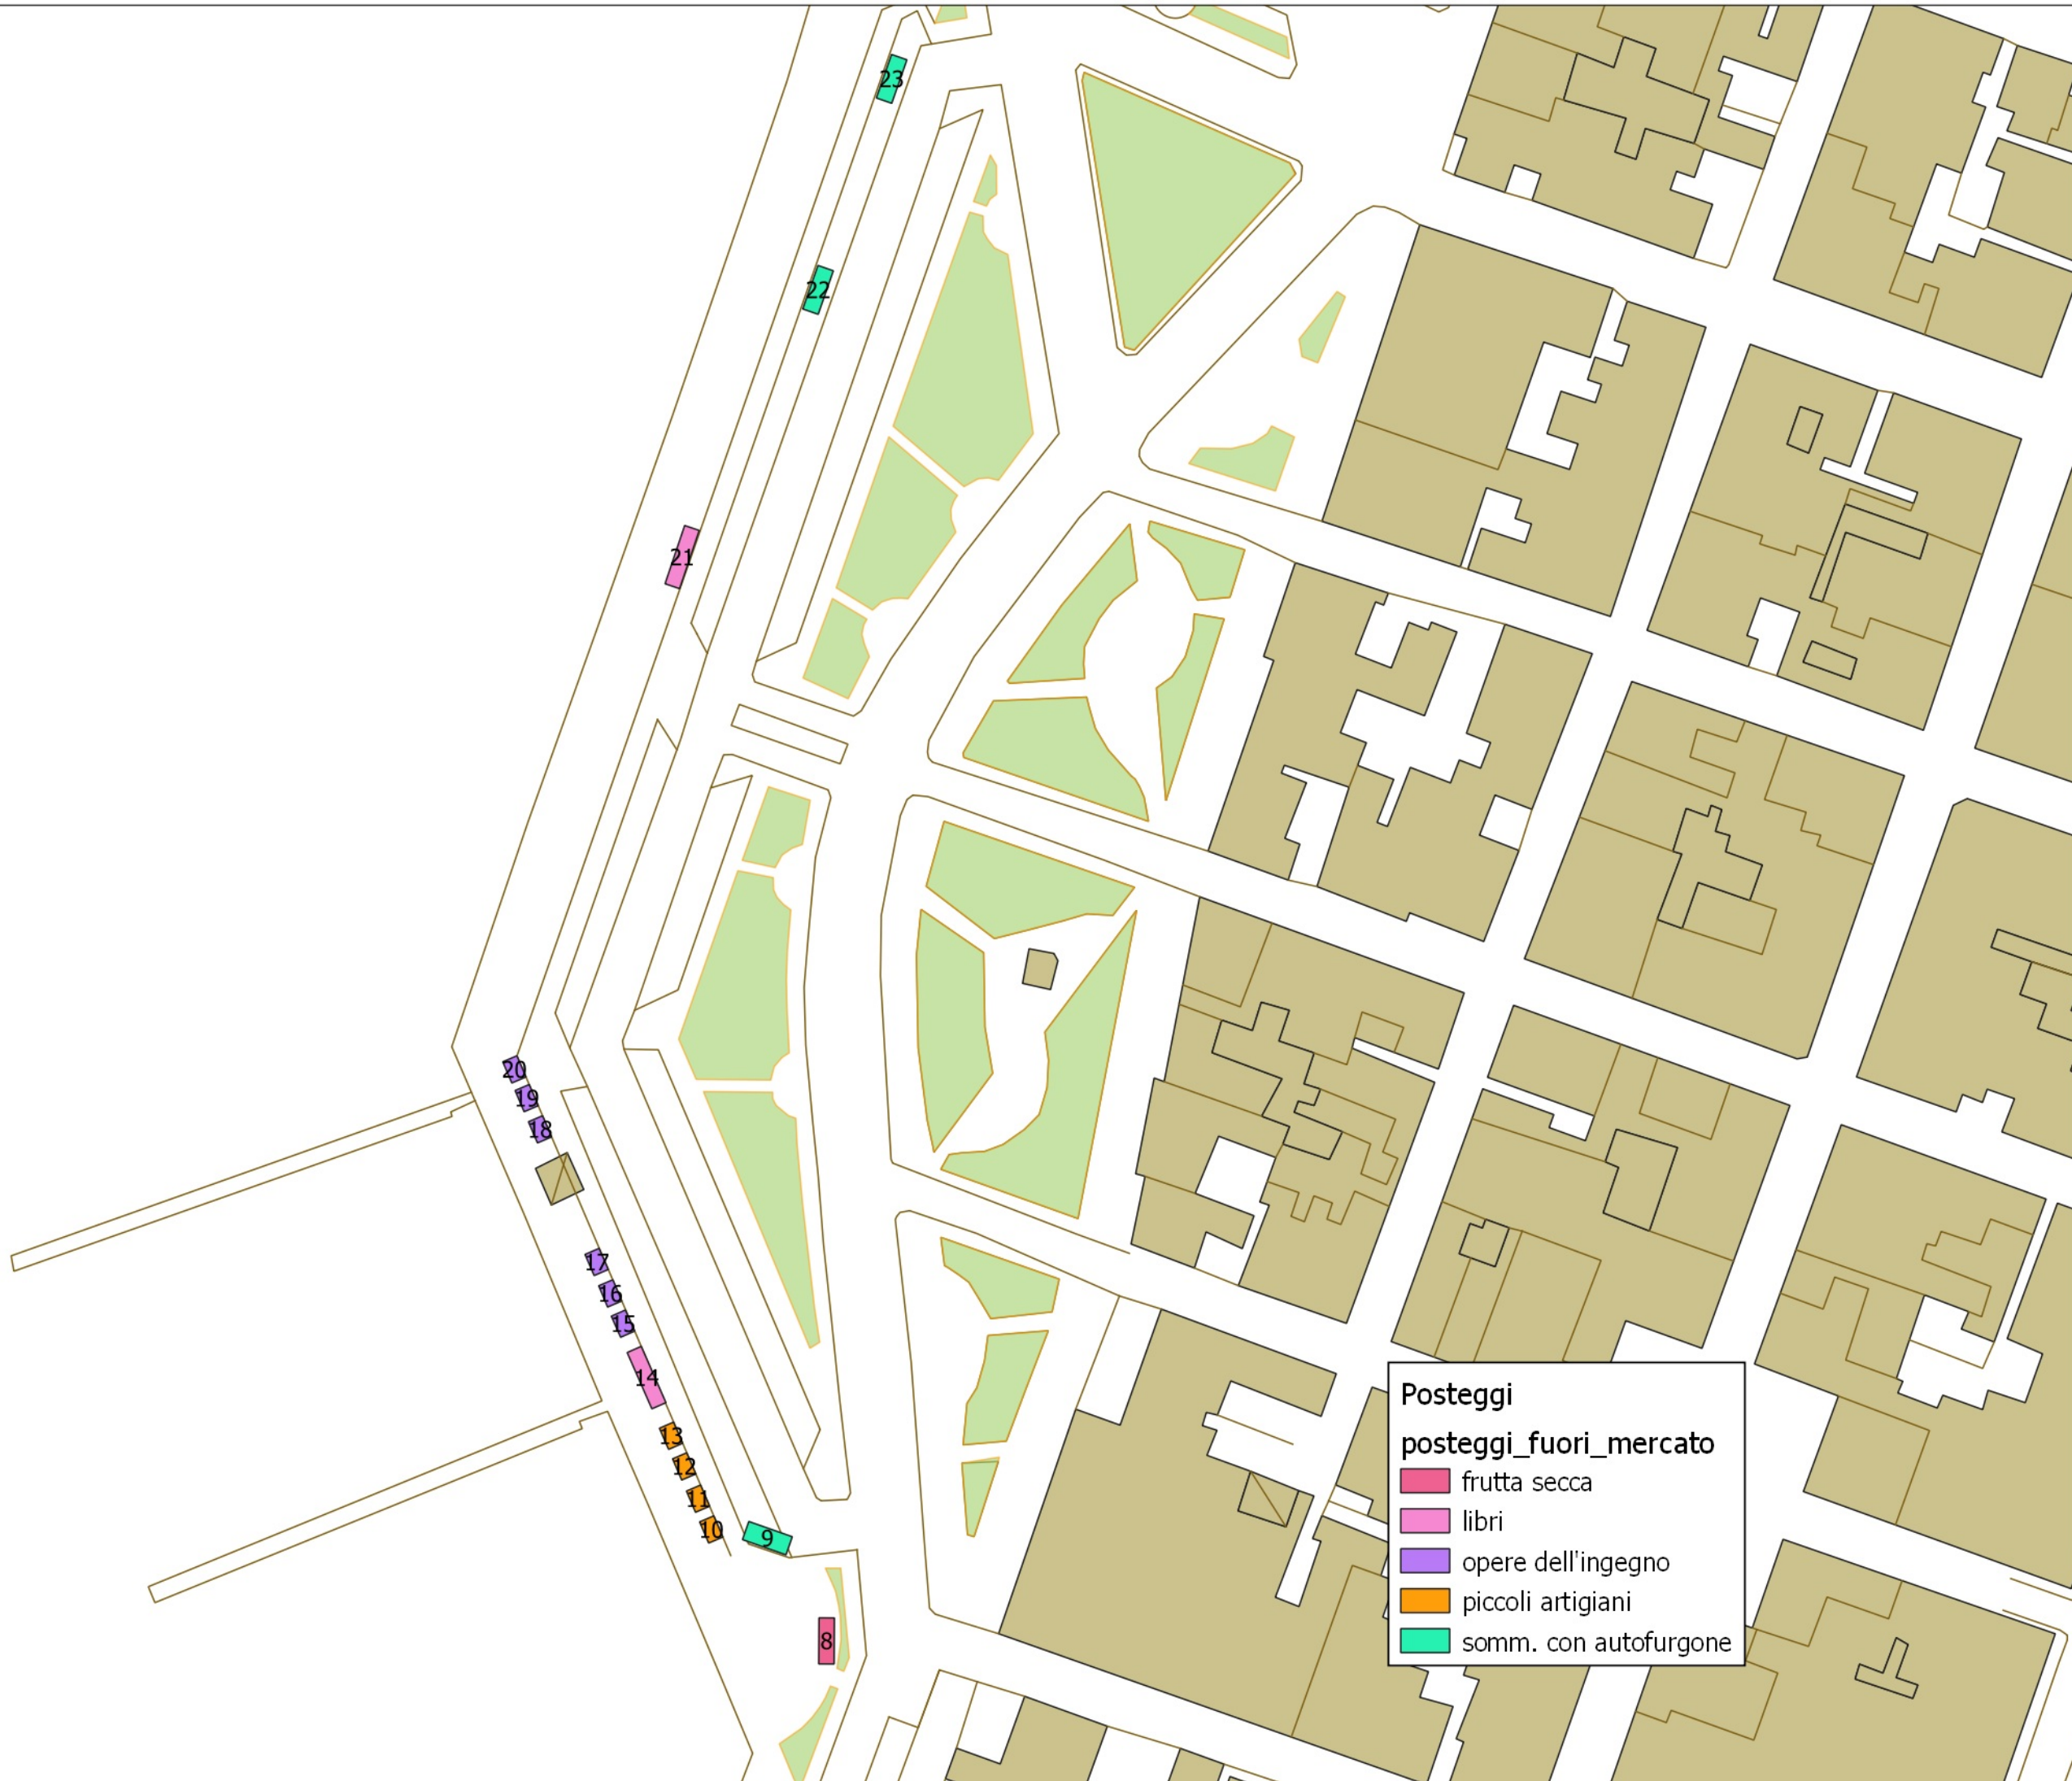 23
22
21
20
19
18
17
16
15
14
13
12
11
10
9
8
Posteggi
posteggi_fuori_mercato
frutta secca
libri
opere dell'ingegno
piccoli artigiani
somm. con autofurgone